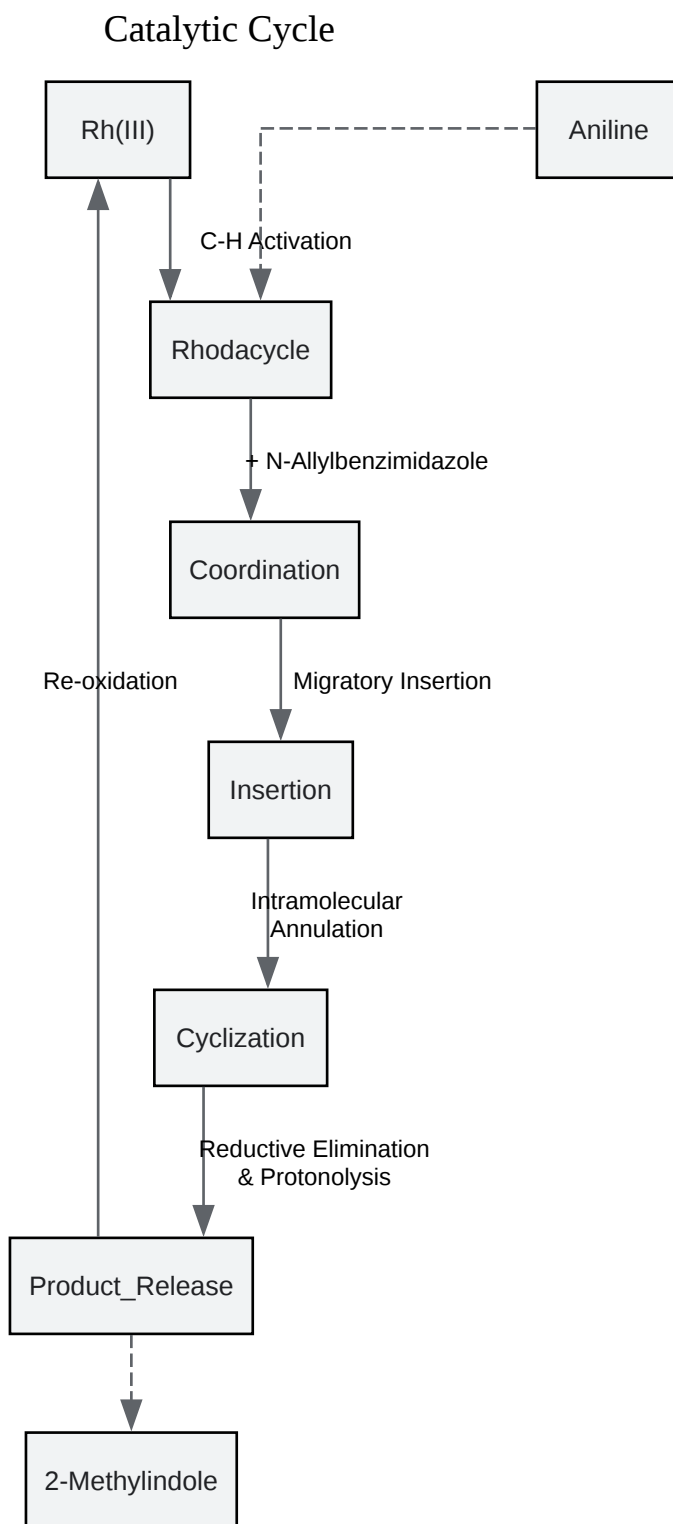 Catalytic Cycle
Rh(III)
Aniline
C-H Activation
Rhodacycle
+ N-Allylbenzimidazole
Coordination
Re-oxidation
Migratory Insertion
Insertion
Intramolecular
Annulation
Cyclization
Reductive Elimination
& Protonolysis
Product_Release
2-Methylindole